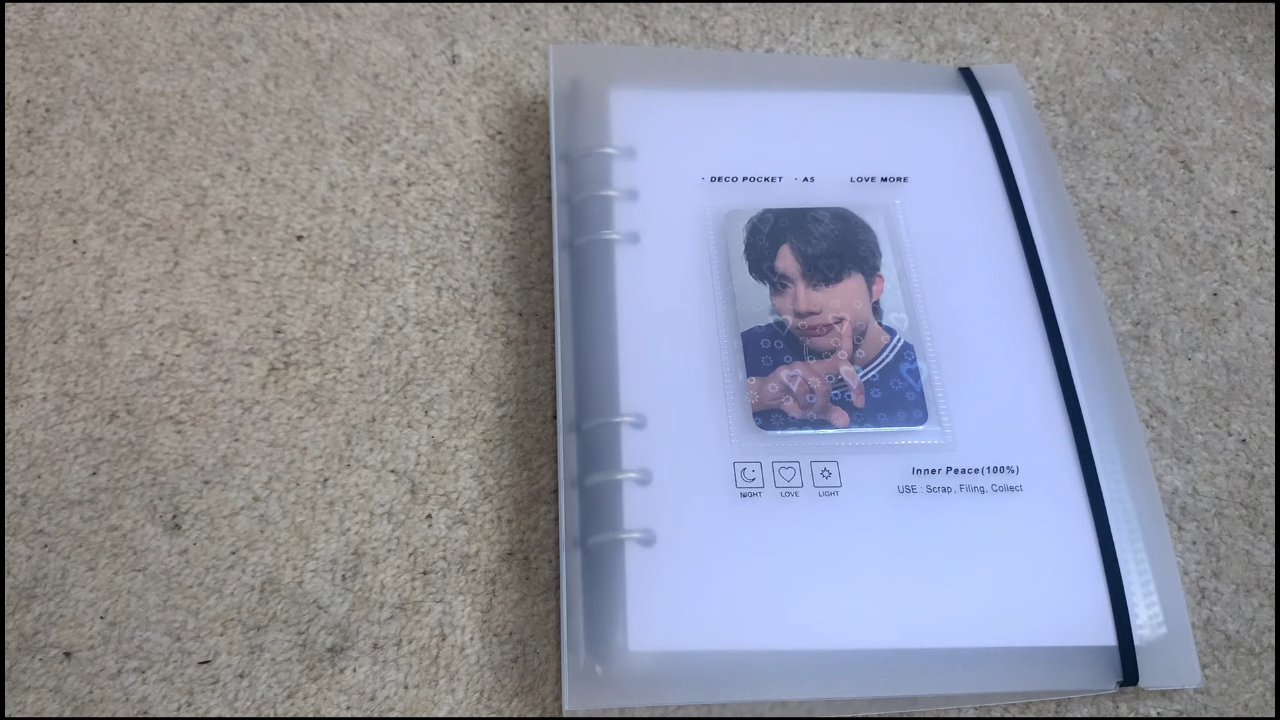 · DECO POCKET · A5 LOVE MORE
NIGHT LOVE LIGHT
Inner Peace(100%)
USE : Scrap, Filing, Collect